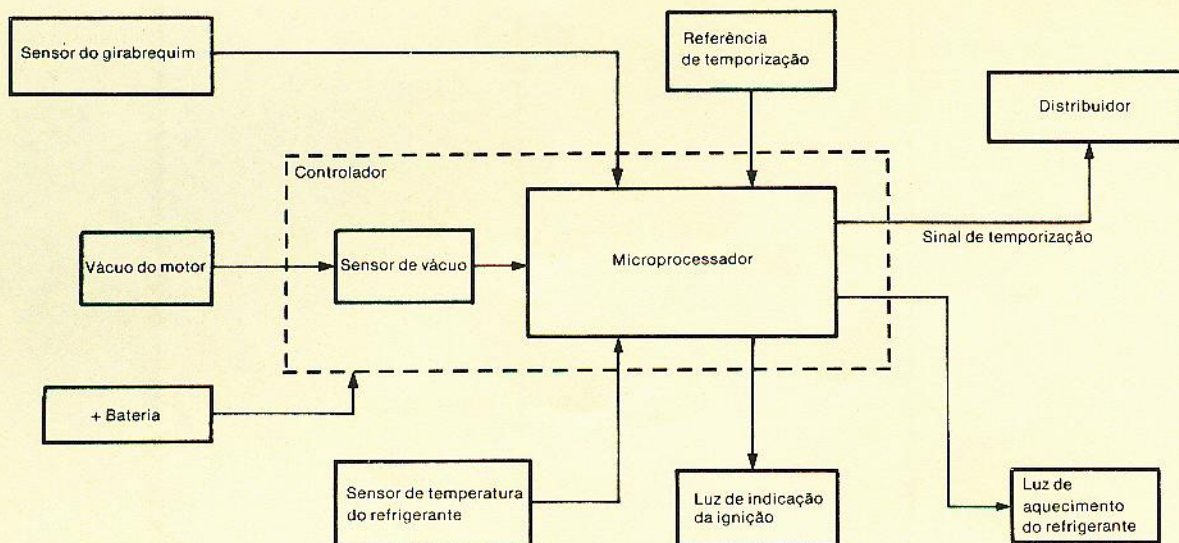 Sensor do girabrequim
Referência
de temporização
Distribuidor
Controlador
Sinal de temporização
Vácuo do motor
Sensor de vácuo
Microprocessador
+ Bateria
Sensor de temperatura
do refrigerante
Luz de indicação
da ignição
Luz de
aquecimento
do refrigerante